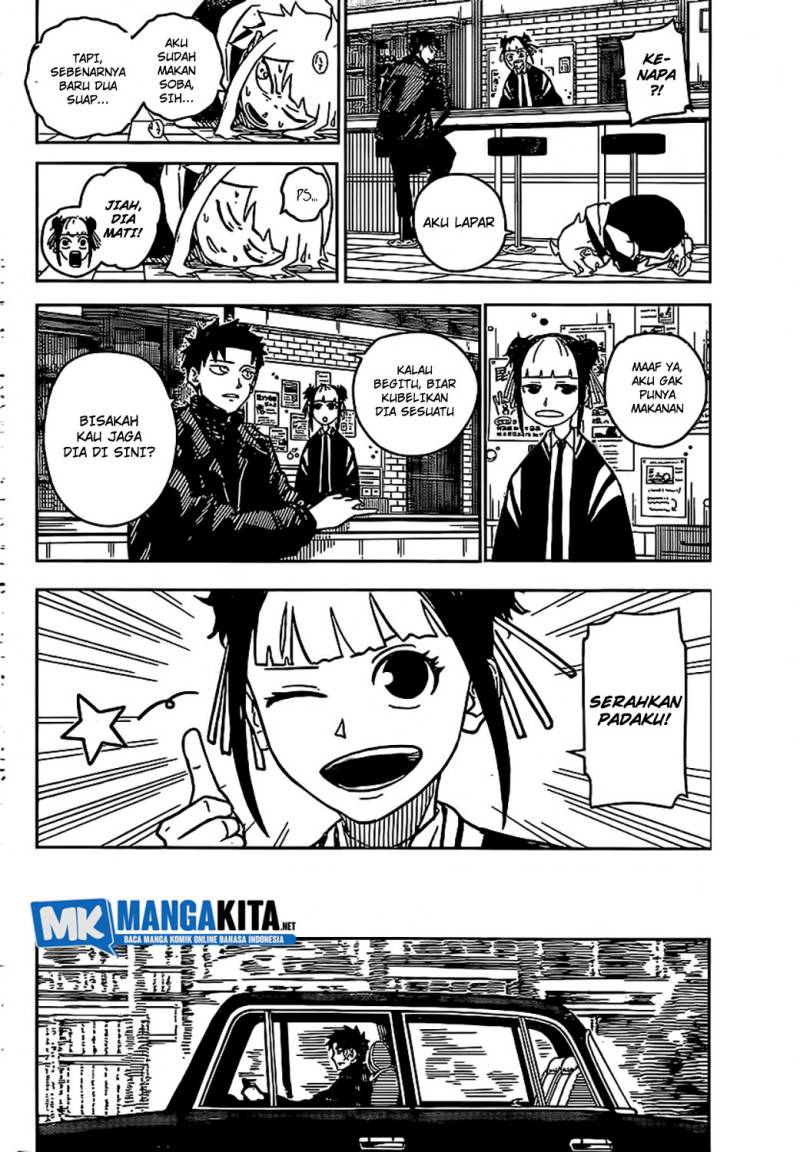 KE-
NAPA
?!
AKU LAPAR
AKU
SUDAH
MAKAN
SOBA,
SIH...
TAPI,
SEBENARNYA
BARU DUA
SUAP...
PS...
JIAH,
DIA
MATI!
MAAF YA,
AKU GAK
PUNYA
MAKANAN
KALAU
BEGITU, BIAR
KUBELIKAN
DIA SESUATU
BISAKAH
KAU JAGA
DIA DI SINI?
SERAHKAN
PADAKU!
MK MANGAKITA.NET
BACA MANGA KOMIK ONLINE BAHASA INDONESIA